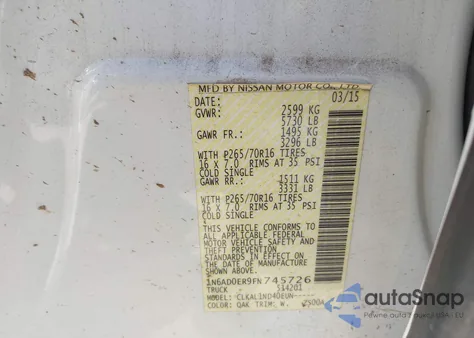 MFD BY NISSAN MOTOR CO., LTD
DATE: 03/15
GVWR: 2599 KG
5730 LB
GAWR FR.: 1495 KG
3296 LB
WITH P265/70R16 TIRES
16 X 7.0 RIMS AT 35 PSI
COLD SINGLE
GAWR RR.: 1511 KG
3331 LB
WITH P265/70R16 TIRES
16 X 7.0 RIMS AT 35 PSI
COLD SINGLE
THIS VEHICLE CONFORMS
TO ALL APPLICABLE FEDERAL
MOTOR VEHICLE SAFETY AND
THEFT PREVENTION
STANDARDS IN EFFECT ON
THE DATE OF MANUFACTURE
SHOWN ABOVE.
1N6AD0ER9FN745726
TRUCK
MODEL:
COLOR: QAK TRIM: W
autoSnap